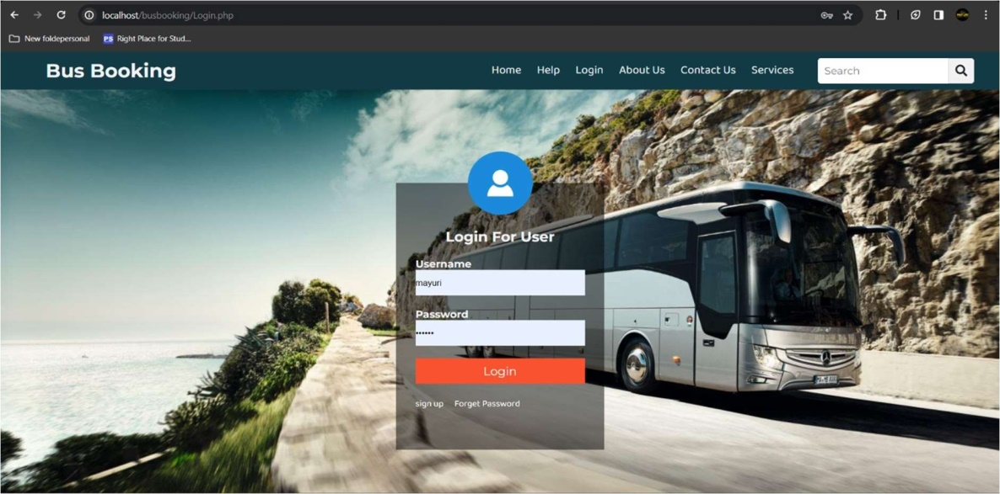 localhost/busbooking/Login.php
New foldepersonal PS Right Place for Stud...
Bus Booking Home Help Login About Us Contact Us Services Search
Login For User
Username
mayuri
Password
••••••
Login
sign up Forget Password